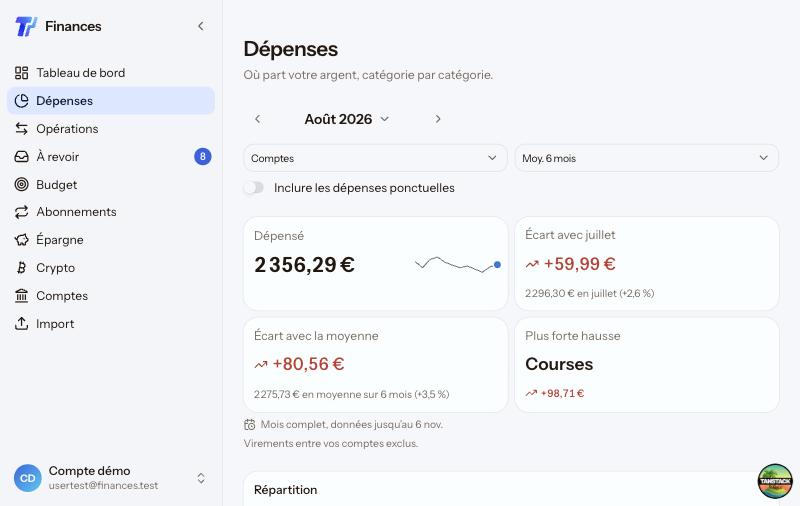 Finances
Tableau de bord
Dépenses
Opérations
À revoir
8
Budget
Abonnements
Épargne
Crypto
Comptes
Import
CD
Compte démo
usertest@finances.test
Dépenses
Où part votre argent, catégorie par catégorie.
Août 2026
Comptes
Moy. 6 mois
Inclure les dépenses ponctuelles
Dépensé
2 356,29 €
Écart avec juillet
+59,99 €
2 296,30 € en juillet (+2,6 %)
Écart avec la moyenne
+80,56 €
2 275,73 € en moyenne sur 6 mois (+3,5 %)
Plus forte hausse
Courses
+98,71 €
Mois complet, données jusqu'au 6 nov.
Virements entre vos comptes exclus.
Répartition
TANSTACK